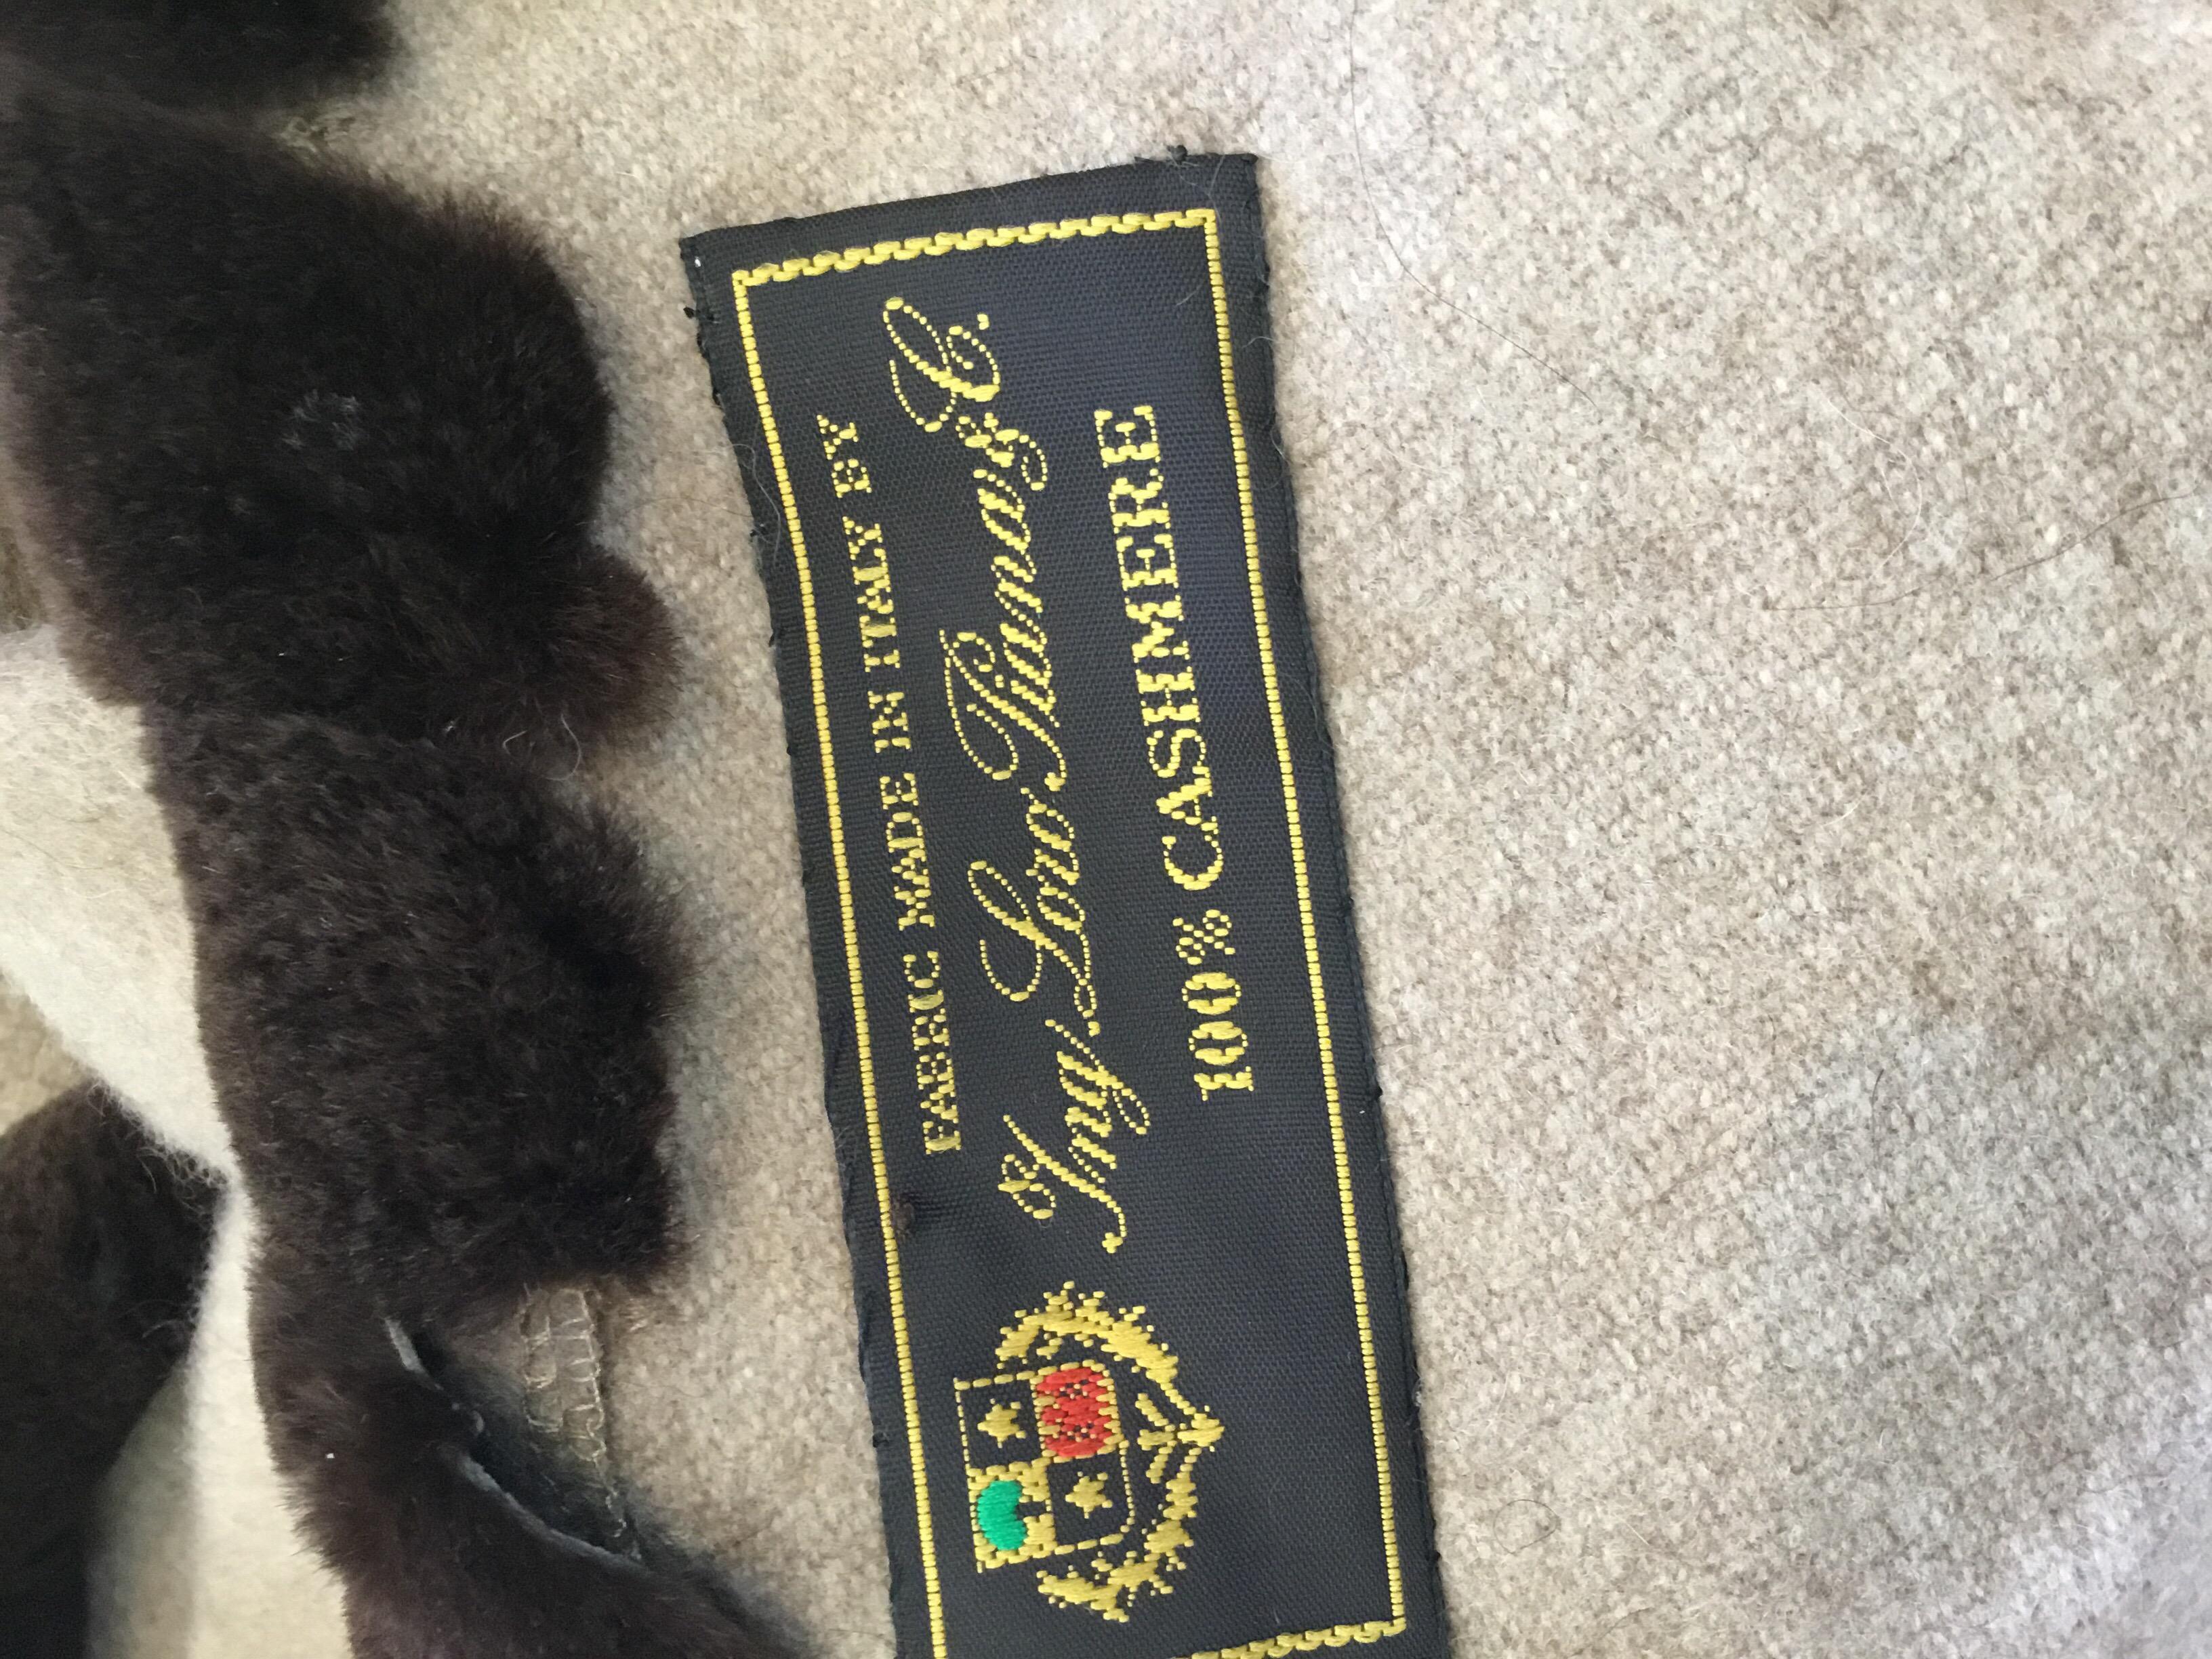 FABRIC MADE IN ITALY BY
Ing. Loro Piana & C.
100% CASHMERE